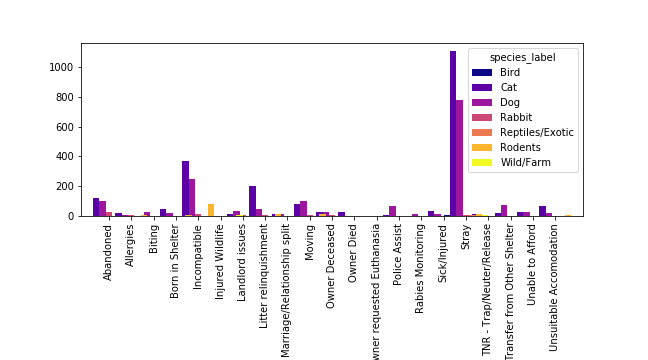 1000
800
600
400
200
0
species_label
Bird
Cat
Dog
Rabbit
Reptiles/Exotic
Rodents
Wild/Farm
Abandoned
Allergies
Biting
Born in Shelter
Incompatible
Injured Wildlife
Landlord issues
Litter relinquishment
Marriage/Relationship split
Moving
Owner Deceased
Owner Died
wner requested Euthanasia
Police Assist
Rabies Monitoring
Sick/Injured
Stray
TNR - Trap/Neuter/Release
Transfer from Other Shelter
Unable to Afford
Unsuitable Accomodation